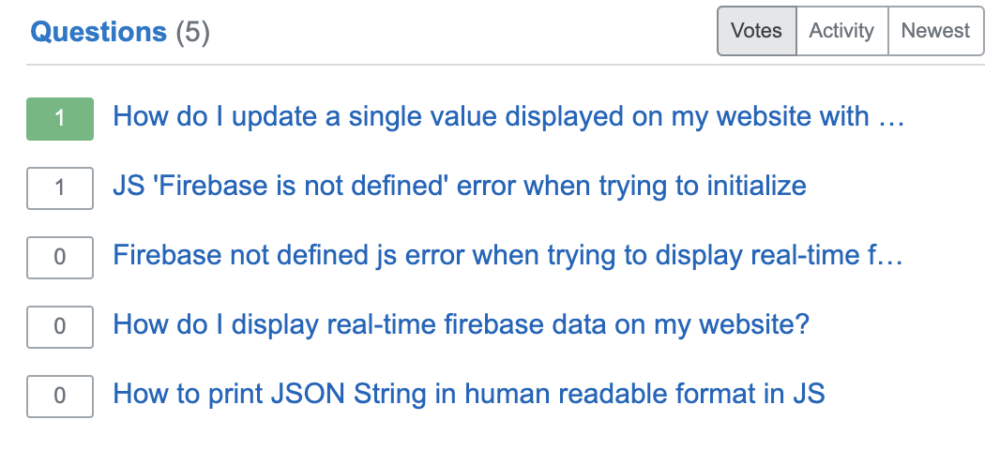 Questions (5)
Votes Activity Newest
1 How do I update a single value displayed on my website with …
1 JS 'Firebase is not defined' error when trying to initialize
0 Firebase not defined js error when trying to display real-time f…
0 How do I display real-time firebase data on my website?
0 How to print JSON String in human readable format in JS